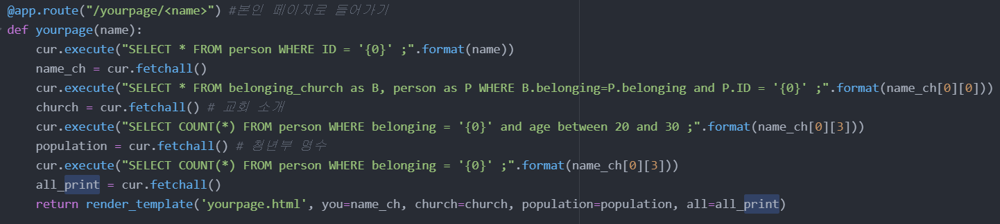 @app.route("/yourpage/<name>") #본인 페이지로 들어가기
def yourpage(name):
    cur.execute("SELECT * FROM person WHERE ID = '{0}' ;".format(name))
    name_ch = cur.fetchall()
    cur.execute("SELECT * FROM belonging_church as B, person as P WHERE B.belonging=P.belonging and P.ID = '{0}' ;".format(name_ch[0][0]))
    church = cur.fetchall() # 교회 소개
    cur.execute("SELECT COUNT(*) FROM person WHERE belonging = '{0}' and age between 20 and 30 ;".format(name_ch[0][3]))
    population = cur.fetchall() # 청년부 명수
    cur.execute("SELECT COUNT(*) FROM person WHERE belonging = '{0}' ;".format(name_ch[0][3]))
    all_print = cur.fetchall()
    return render_template('yourpage.html', you=name_ch, church=church, population=population, all=all_print)